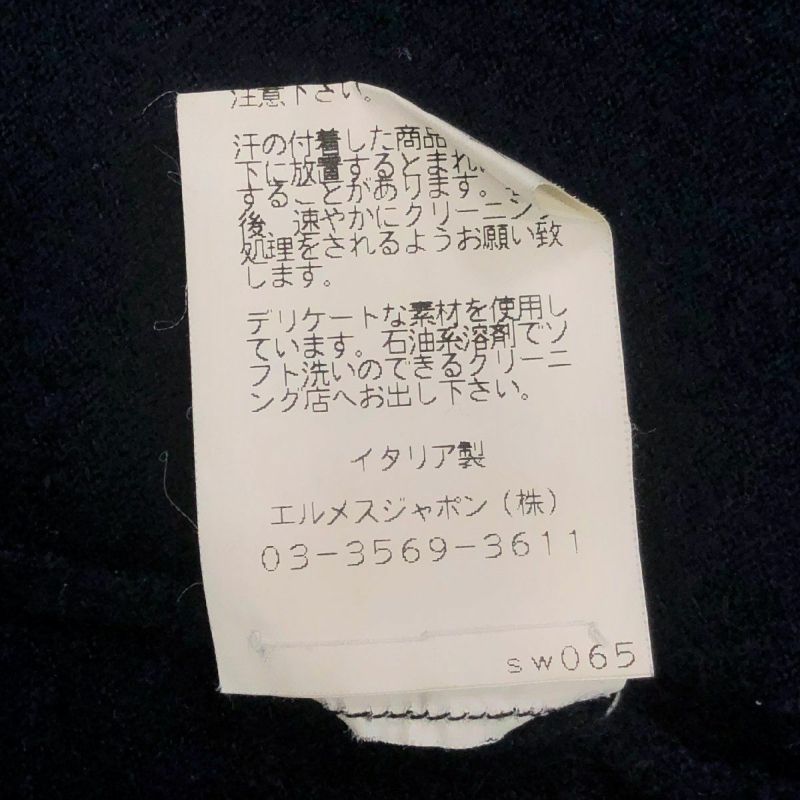 注意下さい。
汗の付着した商品
下に放置するとまれ
することがあります。
後、速やかにクリーニン
処理をされるようお願い致
します。
デリケートな素材を使用し
ています。石油系溶剤でソ
フト洗いのできるクリーニ
ング店へお出し下さい。
イタリア製
エルメスジャポン（株）
03-3569-3611
sw065